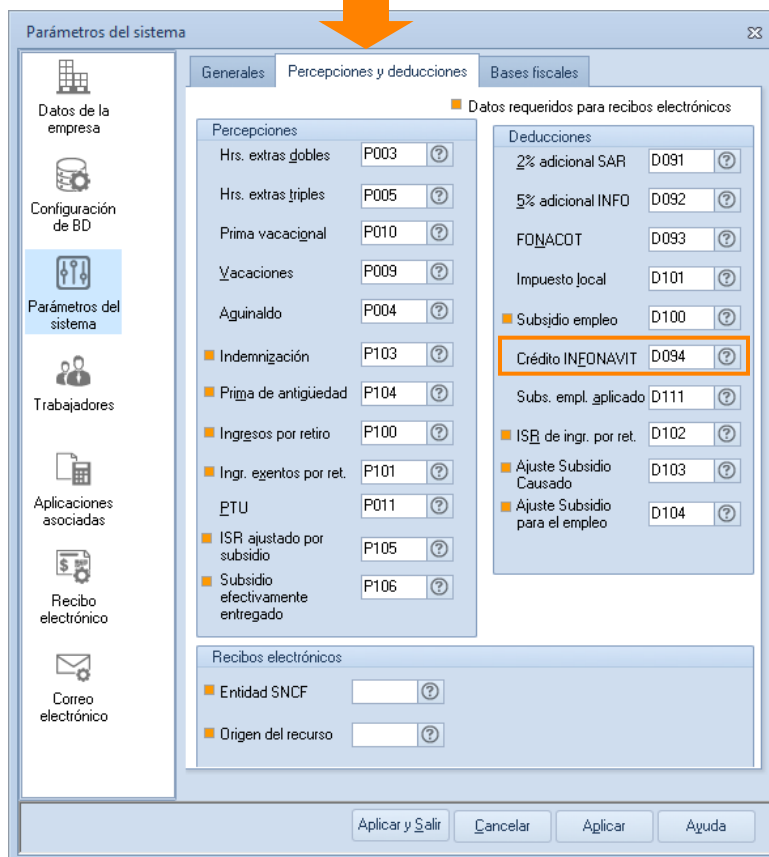 Parámetros del sistema
Datos de la
empresa
Configuración
de BD
Parámetros del
sistema
Trabajadores
Aplicaciones
asociadas
Recibo
electrónico
Correo
electrónico
Generales
Percepciones y deducciones
Bases fiscales
Datos requeridos para recibos electrónicos
Percepciones
Hrs. extras dobles P003
Hrs. extras triples P005
Prima vacacional P010
Vacaciones P009
Aguinaldo P004
Indemnización P103
Prima de antigüedad P104
Ingresos por retiro P100
Ingr. exentos por ret. P101
PTU P011
ISR ajustado por
subsidio P105
Subsidio
efectivamente
entregado P106
Deducciones
2% adicional SAR D091
5% adicional INFO D092
FONACOT D093
Impuesto local D101
Subsidio empleo D100
Crédito INFONAVIT D094
Subs. empl. aplicado D111
ISR de ingr. por ret. D102
Ajuste Subsidio
Causado D103
Ajuste Subsidio
para el empleo D104
Recibos electrónicos
Entidad SNCF
Origen del recurso
Aplicar y Salir
Cancelar
Aplicar
Ayuda